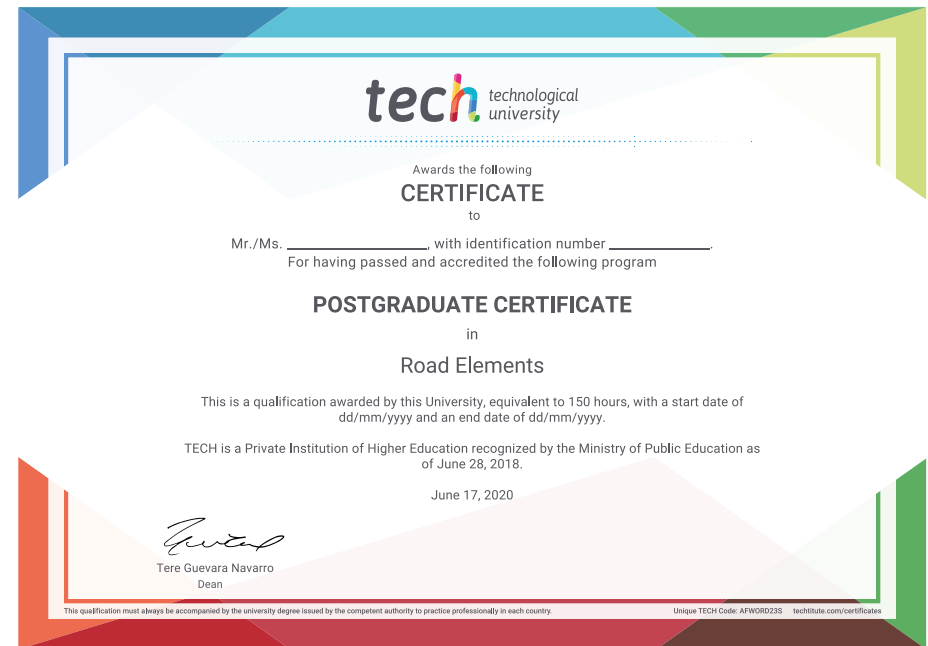 tech technological
university
Awards the following
CERTIFICATE
to
Mr./Ms. ____________________, with identification number ______________.
For having passed and accredited the following program
POSTGRADUATE CERTIFICATE
in
Road Elements
This is a qualification awarded by this University, equivalent to 150 hours, with a start date of
dd/mm/yyyy and an end date of dd/mm/yyyy.
TECH is a Private Institution of Higher Education recognized by the Ministry of Public Education as
of June 28, 2018.
June 17, 2020
Tere Guevara Navarro
Dean
This qualification must always be accompanied by the university degree issued by the competent authority to practice professionally in each country. Unique TECH Code: AFWORD23S techtitute.com/certificates